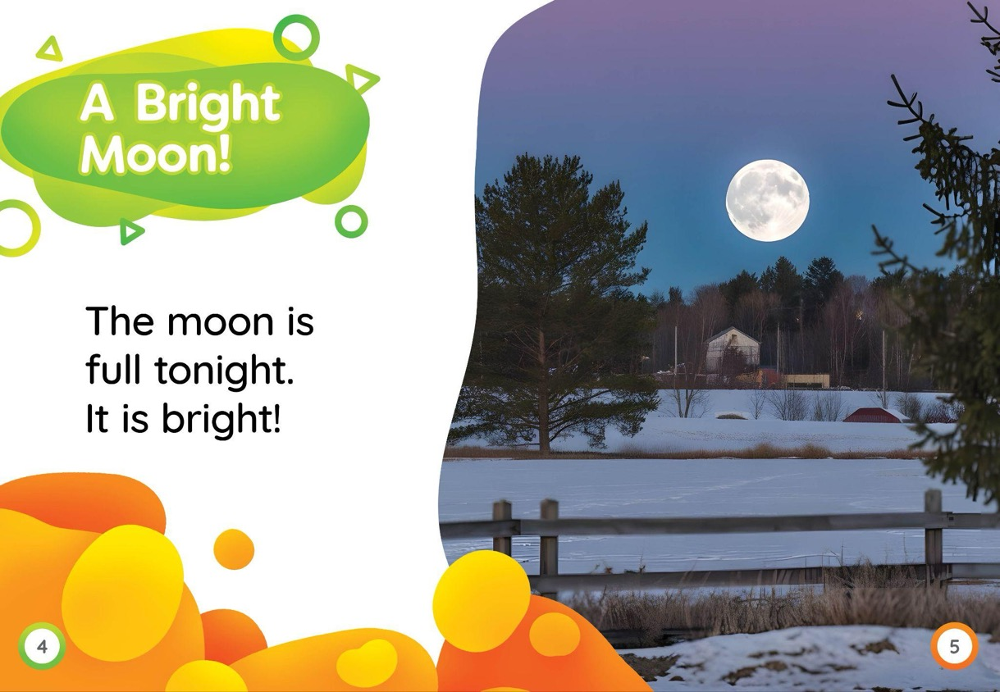 A Bright
Moon!
The moon is
full tonight.
It is bright!
4
5